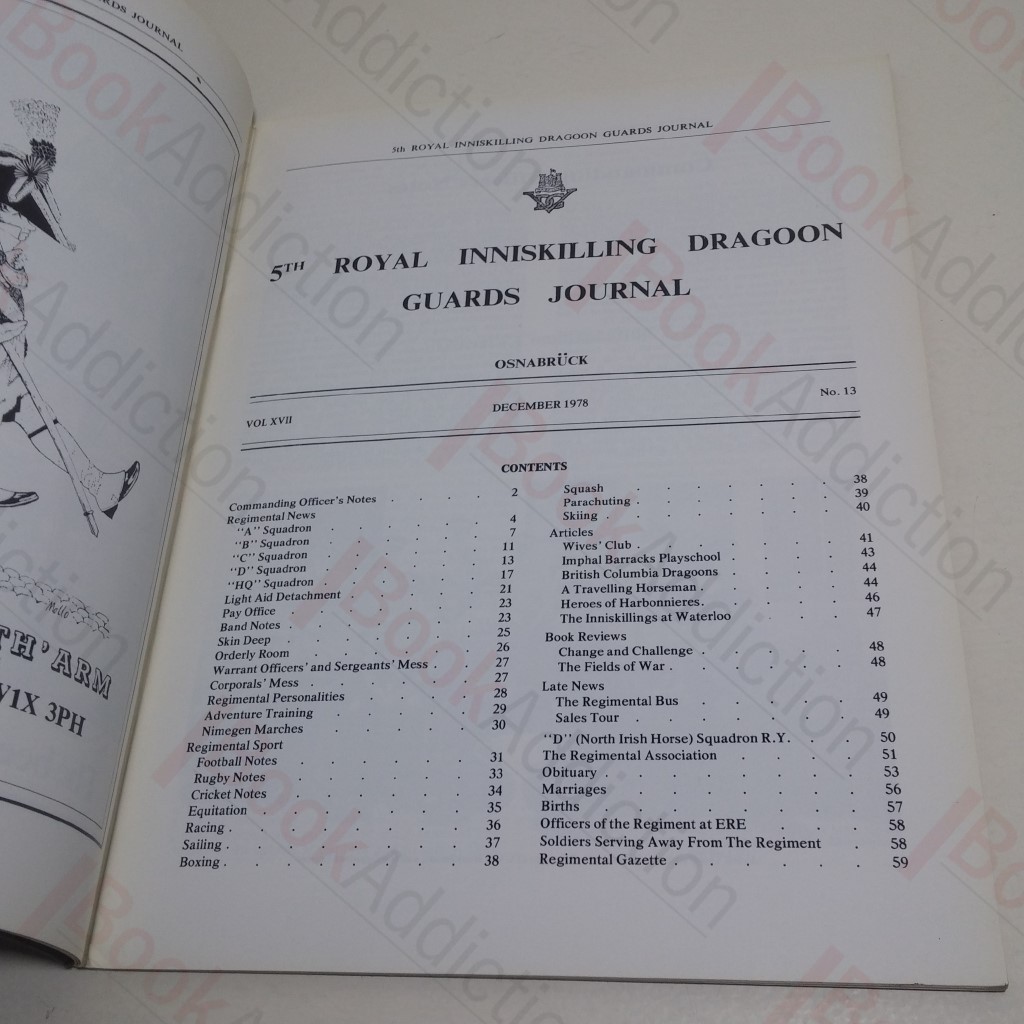 RDS JOURNAL
Mello
TH' ARM
W1X 3PH
5th ROYAL INNISKILLING DRAGOON GUARDS JOURNAL
5TH ROYAL INNISKILLING DRAGOON
GUARDS JOURNAL
OSNABRÜCK
VOL XVII DECEMBER 1978 No. 13
CONTENTS
Commanding Officer's Notes . . . . 2
Regimental News
"A" Squadron . . . . . 4
"B" Squadron . . . . . 7
"C" Squadron . . . . . 11
"D" Squadron . . . . . 13
"HQ" Squadron . . . . . 17
Light Aid Detachment . . . . . 21
Pay Office . . . . . . 23
Band Notes . . . . . . 23
Skin Deep . . . . . . 25
Orderly Room . . . . . . 26
Warrant Officers' and Sergeants' Mess . . 27
Corporals' Mess . . . . . . 27
Regimental Personalities . . . . 28
Adventure Training . . . . . 29
Nimegen Marches . . . . . 30
Regimental Sport
Football Notes . . . . . 31
Rugby Notes . . . . . . 33
Cricket Notes . . . . . . 34
Equitation . . . . . . 35
Racing . . . . . . . 36
Sailing . . . . . . . 37
Boxing . . . . . . . 38
Squash . . . . . . 38
Parachuting . . . . . . 39
Skiing . . . . . . . 40
Articles
Wives' Club . . . . . . 41
Imphal Barracks Playschool . . . . 43
British Columbia Dragoons . . . . 44
A Travelling Horseman . . . . . 44
Heroes of Harbonnieres . . . . . 46
The Inniskillings at Waterloo . . . 47
Book Reviews
Change and Challenge . . . . . 48
The Fields of War . . . . . . 48
Late News
The Regimental Bus . . . . . 49
Sales Tour . . . . . . 49
"D" (North Irish Horse) Squadron R.Y. . . 50
The Regimental Association . . . . 51
Obituary . . . . . . . 53
Marriages . . . . . . . 56
Births . . . . . . . 57
Officers of the Regiment at ERE . . . 58
Soldiers Serving Away From The Regiment . 58
Regimental Gazette . . . . . 59
BookAddiction